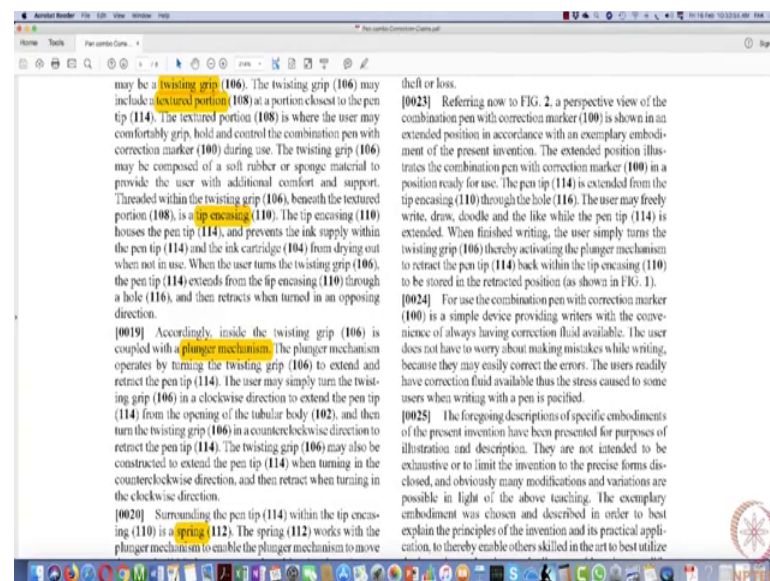 Acrobat Reader File Edit View Window Help
Pen combo Correction Claims.pdf
Home Tools Pen combo Corre... × Sign
may be a twisting grip (106). The twisting grip (106) may
include a textured portion (108) at a portion closest to the pen
tip (114). The textured portion (108) is where the user may
comfortably grip, hold and control the combination pen with
correction marker (100) during use. The twisting grip (106)
may be composed of a soft rubber or sponge material to
provide the user with additional comfort and support.
Threaded within the twisting grip (106), beneath the textured
portion (108), is a tip encasing (110). The tip encasing (110)
houses the pen tip (114), and prevents the ink supply within
the pen tip (114) and the ink cartridge (104) from drying out
when not in use. When the user turns the twisting grip (106),
the pen tip (114) extends from the tip encasing (110) through
a hole (116), and then retracts when turned in an opposing
direction.
[0019] Accordingly, inside the twisting grip (106) is
coupled with a plunger mechanism. The plunger mechanism
operates by turning the twisting grip (106) to extend and
retract the pen tip (114). The user may simply turn the twist-
ing grip (106) in a clockwise direction to extend the pen tip
(114) from the opening of the tubular body (102), and then
turn the twisting grip (106) in a counterclockwise direction to
retract the pen tip (114). The twisting grip (106) may also be
constructed to extend the pen tip (114) when turning in the
counterclockwise direction, and then retract when turning in
the clockwise direction.
[0020] Surrounding the pen tip (114) within the tip encas-
ing (110) is a spring (112). The spring (112) works with the
plunger mechanism to enable the plunger mechanism to move
theft or loss.
[0023] Referring now to FIG. 2, a perspective view of the
combination pen with correction marker (100) is shown in an
extended position in accordance with an exemplary embodi-
ment of the present invention. The extended position illus-
trates the combination pen with correction marker (100) in a
position ready for use. The pen tip (114) is extended from the
tip encasing (110) through the hole (116). The user may freely
write, draw, doodle and the like while the pen tip (114) is
extended. When finished writing, the user simply turns the
twisting grip (106) thereby activating the plunger mechanism
to retract the pen tip (114) back within the tip encasing (110)
to be stored in the retracted position (as shown in FIG. 1).
[0024] For use the combination pen with correction marker
(100) is a simple device providing writers with the conve-
nience of always having correction fluid available. The user
does not have to worry about making mistakes while writing,
because they may easily correct the errors. The users readily
have correction fluid available thus the stress caused to some
users when writing with a pen is pacified.
[0025] The foregoing descriptions of specific embodiments
of the present invention have been presented for purposes of
illustration and description. They are not intended to be
exhaustive or to limit the invention to the precise forms dis-
closed, and obviously many modifications and variations are
possible in light of the above teaching. The exemplary
embodiment was chosen and described in order to best
explain the principles of the invention and its practical appli-
cation, to thereby enable others skilled in the art to best utilize
NPTEL